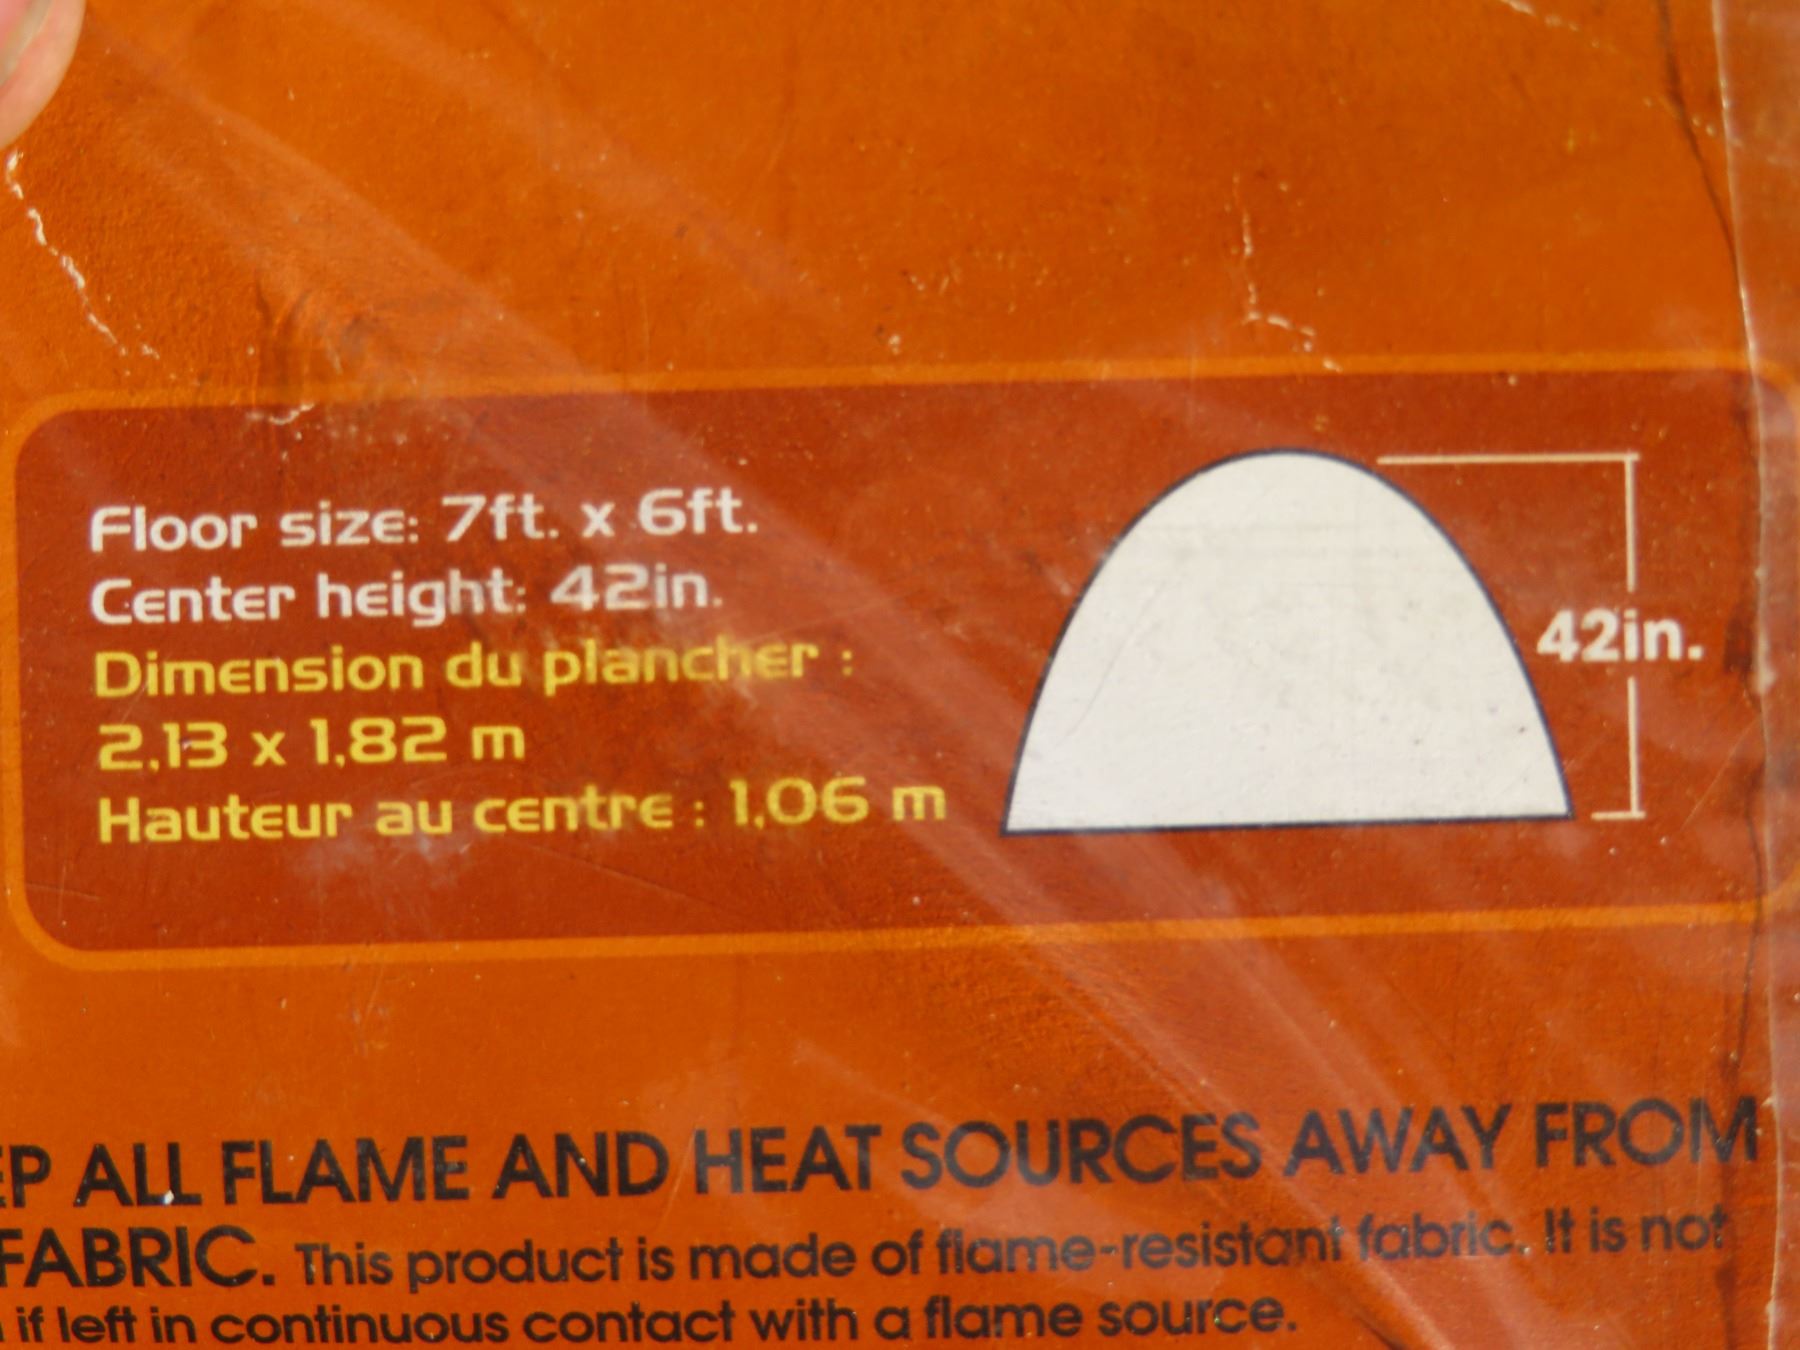 Floor size: 7ft. x 6ft.
Center height: 42in.
Dimension du plancher :
2,13 x 1,82 m
Hauteur au centre : 1,06 m
42in.
EP ALL FLAME AND HEAT SOURCES AWAY FROM
FABRIC. This product is made of flame-resistant fabric. It is not
if left in continuous contact with a flame source.